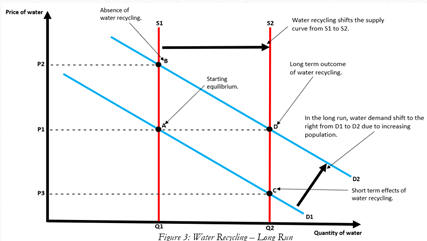 Price of water
Absence of
water recycling.
S1
S2
Water recycling shifts the supply
curve from S1 to S2.
P2
B
Long term outcome
of water recycling.
Starting
equilibrium.
In the long run, water demand shift to the
right from D1 to D2 due to increasing
population.
P1
A
D
D2
Short term effects of
water recycling.
P3
C
D1
Q1
Q2
Quantity of water
Figure 3: Water Recycling – Long Run